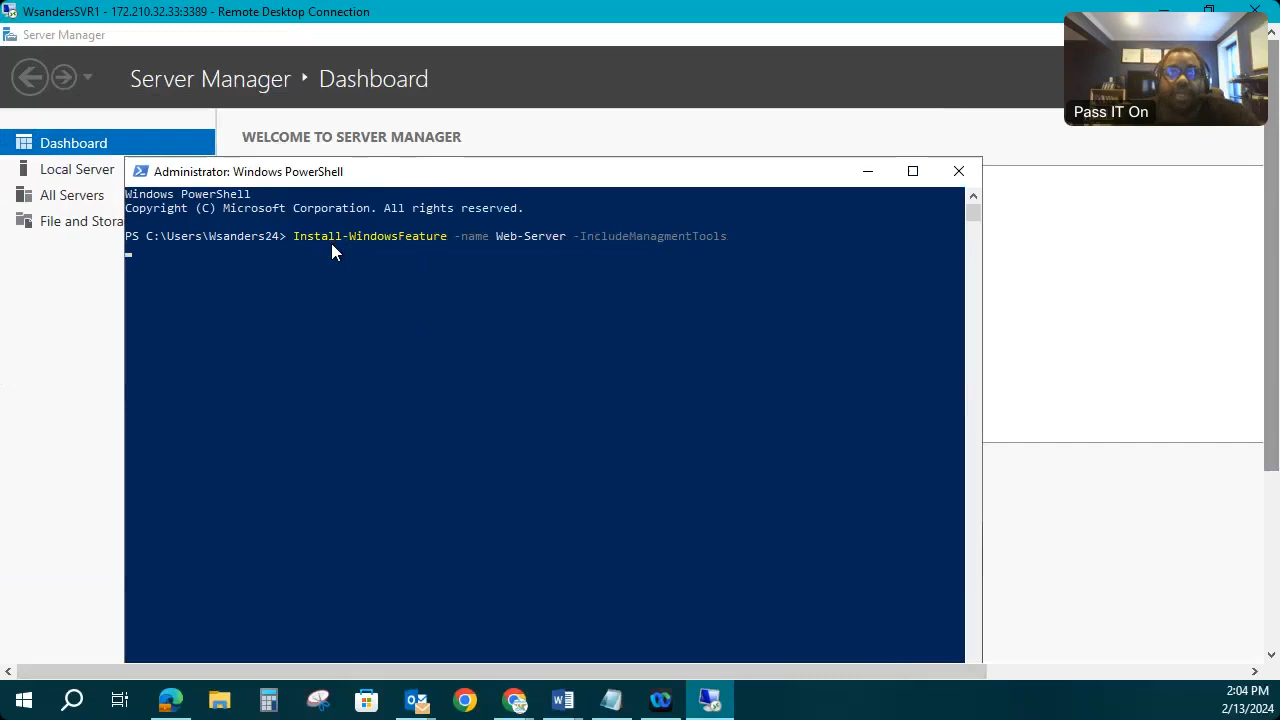 WsandersSVR1 - 172.210.32.33:3389 - Remote Desktop Connection
Server Manager
Server Manager ‣ Dashboard
Pass IT On
Dashboard
Local Server
All Servers
File and Stora
WELCOME TO SERVER MANAGER
Administrator: Windows PowerShell
Windows PowerShell
Copyright (C) Microsoft Corporation. All rights reserved.
PS C:\Users\Wsanders24> Install-WindowsFeature -name Web-Server -IncludeManagmentTools
2:04 PM
2/13/2024